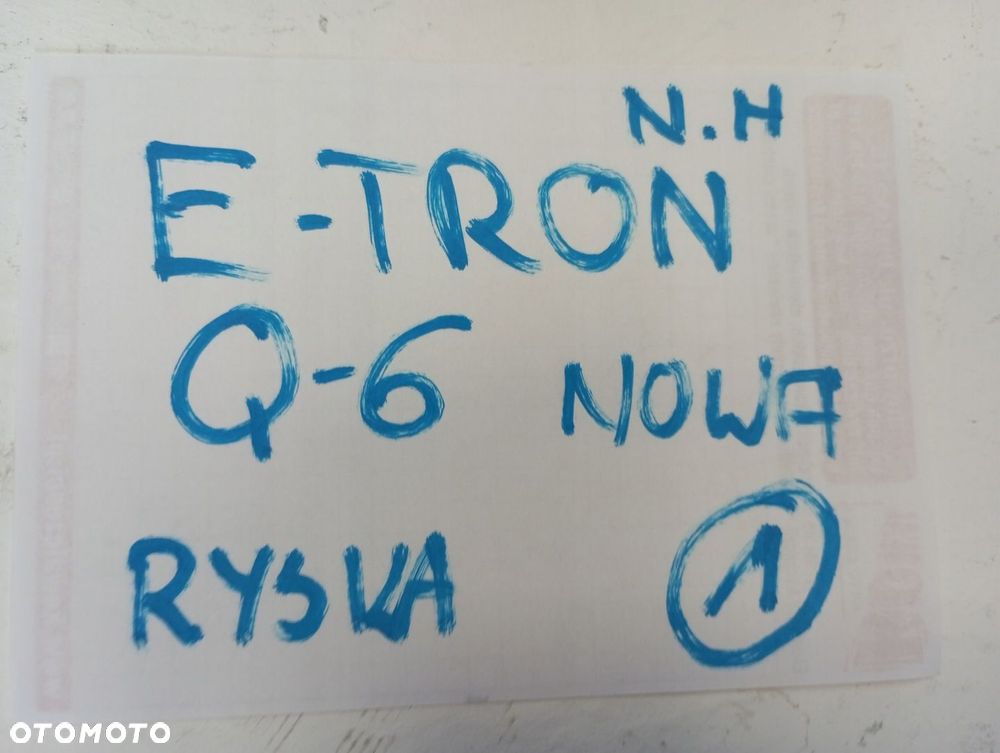 N.H
E-TRON
Q-6 NOWA
RYSKA 1
OTOMOTO